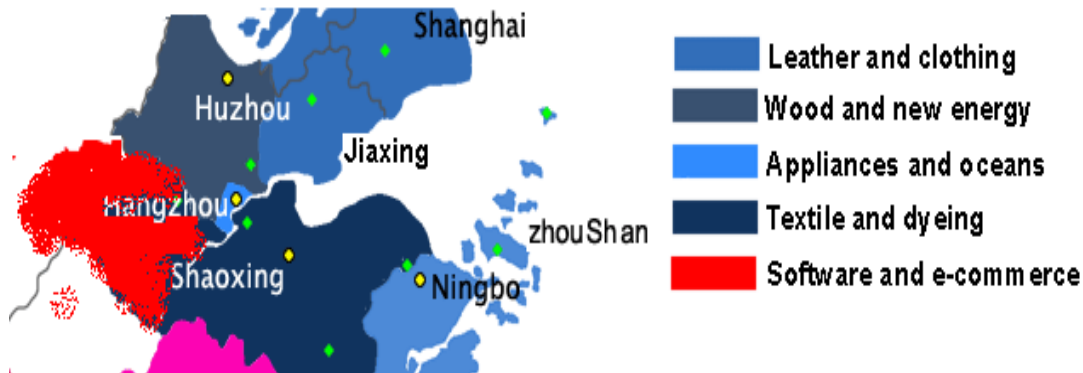 Shanghai
Leather and clothing
Huzhou
Wood and new energy
Jiaxing
Appliances and oceans
Hangzhou
Textile and dyeing
zhouShan
Shaoxing
Software and e-commerce
Ningbo